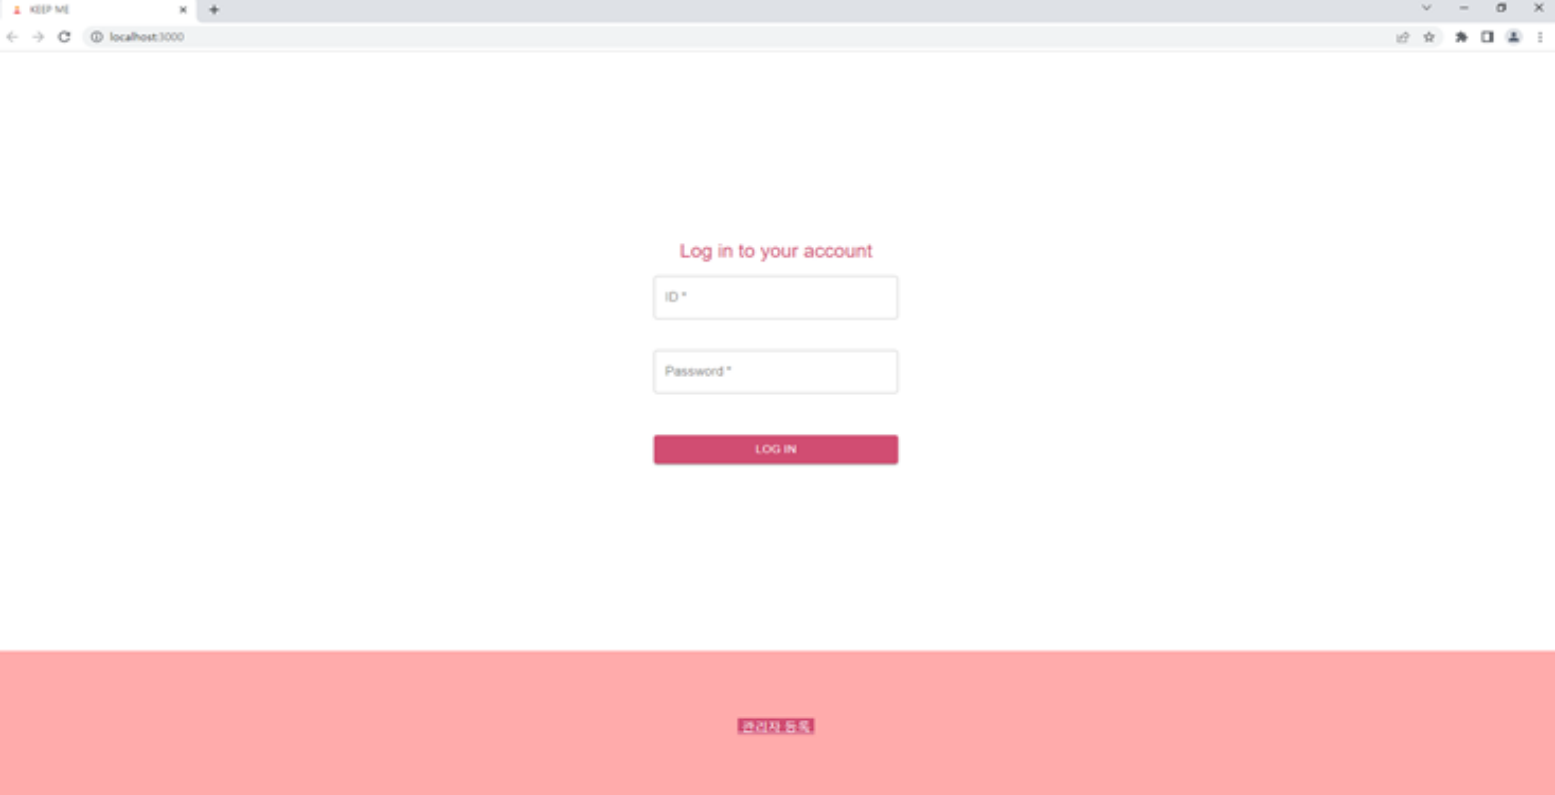 KEEP ME
localhost:3000
Log in to your account
ID *
Password *
LOG IN
관리자 등록